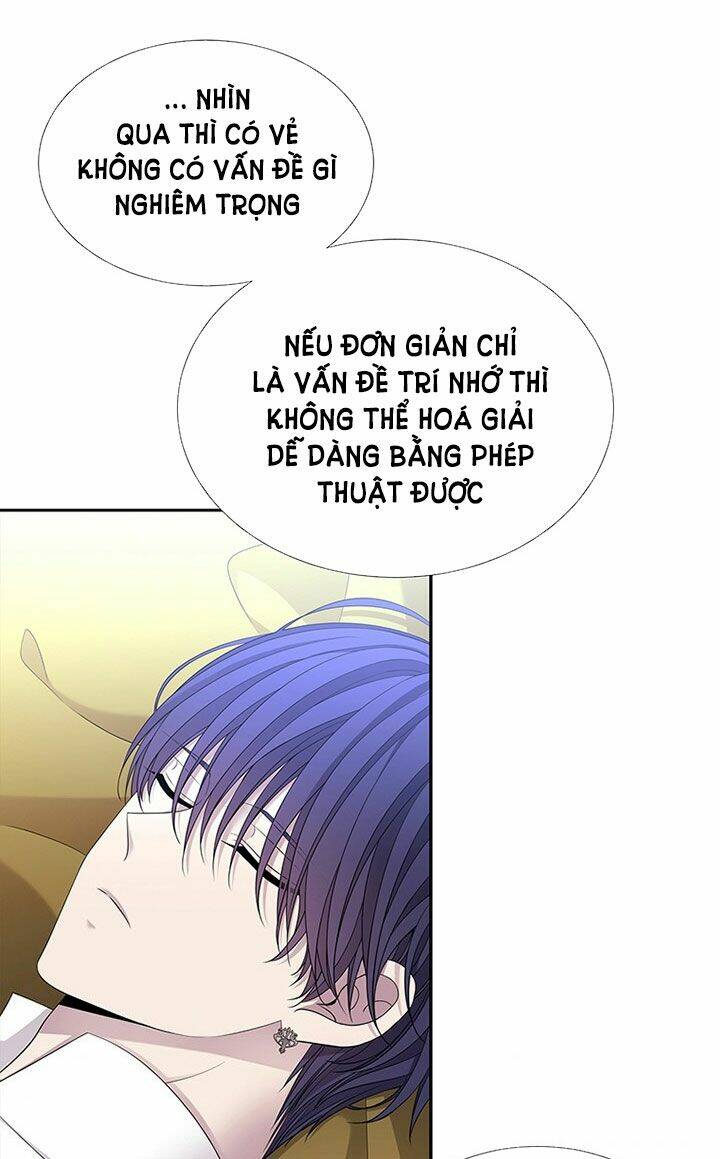 ... NHÌN
QUA THÌ CÓ VẺ
KHÔNG CÓ VẤN ĐỀ GÌ
NGHIÊM TRỌNG
NẾU ĐƠN GIẢN CHỈ
LÀ VẤN ĐỀ TRÍ NHỚ THÌ
KHÔNG THỂ HOÁ GIẢI
DỄ DÀNG BẰNG PHÉP
THUẬT ĐƯỢC